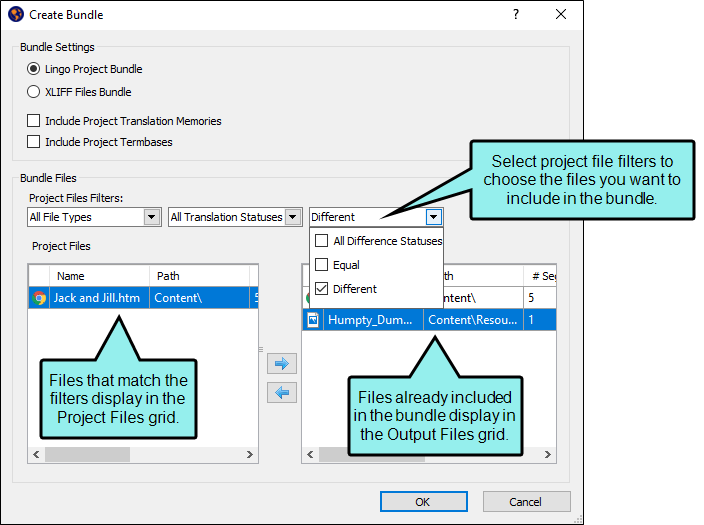 Create Bundle
?
Bundle Settings
Lingo Project Bundle
XLIFF Files Bundle
Include Project Translation Memories
Include Project Termbases
Select project file filters to
choose the files you want to
include in the bundle.
Bundle Files
Project Files Filters:
All File Types
All Translation Statuses
Different
All Difference Statuses
Equal
Different
Project Files
Name Path
Jack and Jill.htm Content\ 5
# Seg
ontent\ 5
Humpty_Dum... Content\Resou... 1
Files that match the
filters display in the
Project Files grid.
Files already included
in the bundle display in
the Output Files grid.
OK
Cancel